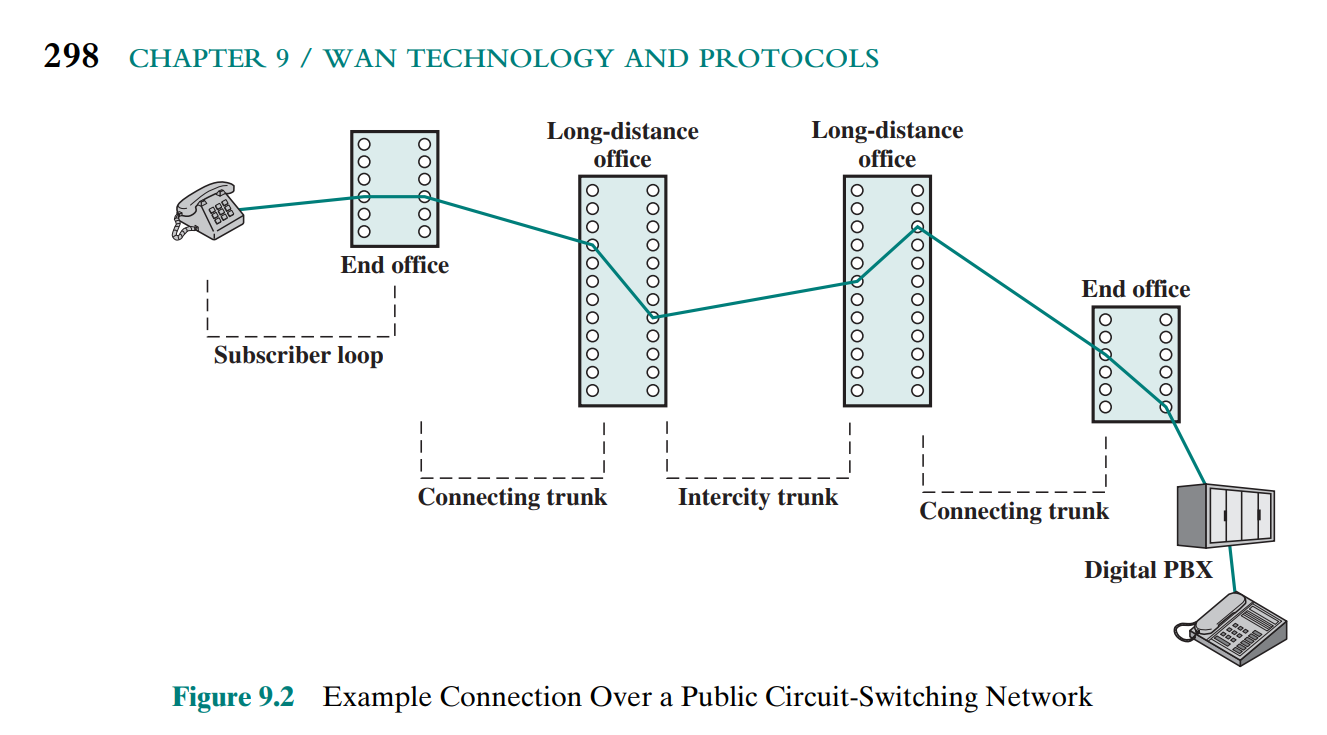 298 CHAPTER 9 / WAN TECHNOLOGY AND PROTOCOLS
Long-distance
office
Long-distance
office
End office
End office
Subscriber loop
Connecting trunk
Intercity trunk
Connecting trunk
Digital PBX
Figure 9.2 Example Connection Over a Public Circuit-Switching Network